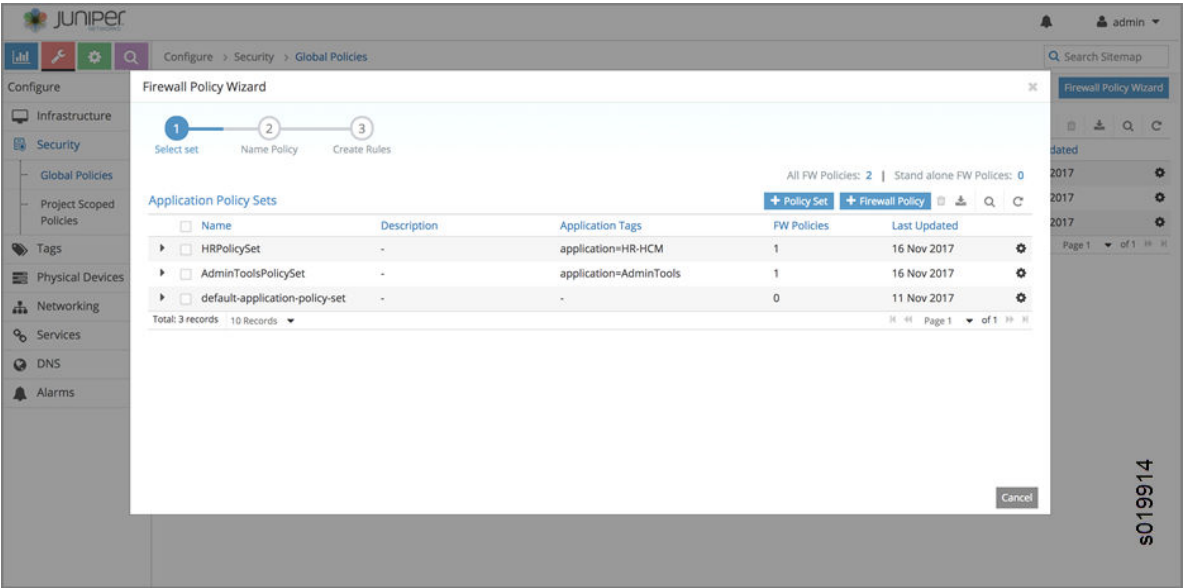 JUNIPER
NETWORKS
admin
Configure > Security > Global Policies
Search Sitemap
Configure
Infrastructure
Security
Global Policies
Project Scoped
Policies
Tags
Physical Devices
Networking
Services
DNS
Alarms
Firewall Policy Wizard
Firewall Policy Wizard
1 2 3
Select set Name Policy Create Rules
All FW Policies: 2 | Stand alone FW Polices: 0
Application Policy Sets + Policy Set + Firewall Policy
Name Description Application Tags FW Policies Last Updated
HRPolicySet - application=HR-HCM 1 16 Nov 2017
AdminToolsPolicySet - application=AdminTools 1 16 Nov 2017
default-application-policy-set - - 0 11 Nov 2017
Total: 3 records 10 Records Page 1 of 1
Cancel
dated
2017
2017
2017
Page 1 of 1
s019914